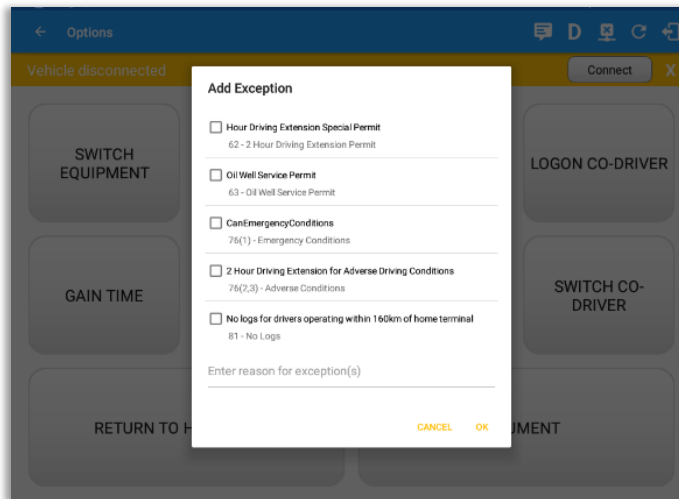 Options
D
Vehicle disconnected
Connect
X
Add Exception
Hour Driving Extension Special Permit
62 - 2 Hour Driving Extension Permit
Oil Well Service Permit
63 - Oil Well Service Permit
CanEmergencyConditions
76(1) - Emergency Conditions
2 Hour Driving Extension for Adverse Driving Conditions
76(2,3) - Adverse Conditions
No logs for drivers operating within 160km of home terminal
81 - No Logs
Enter reason for exception(s)
CANCEL
OK
SWITCH
EQUIPMENT
LOGON CO-DRIVER
GAIN TIME
SWITCH CO-
DRIVER
RETURN TO